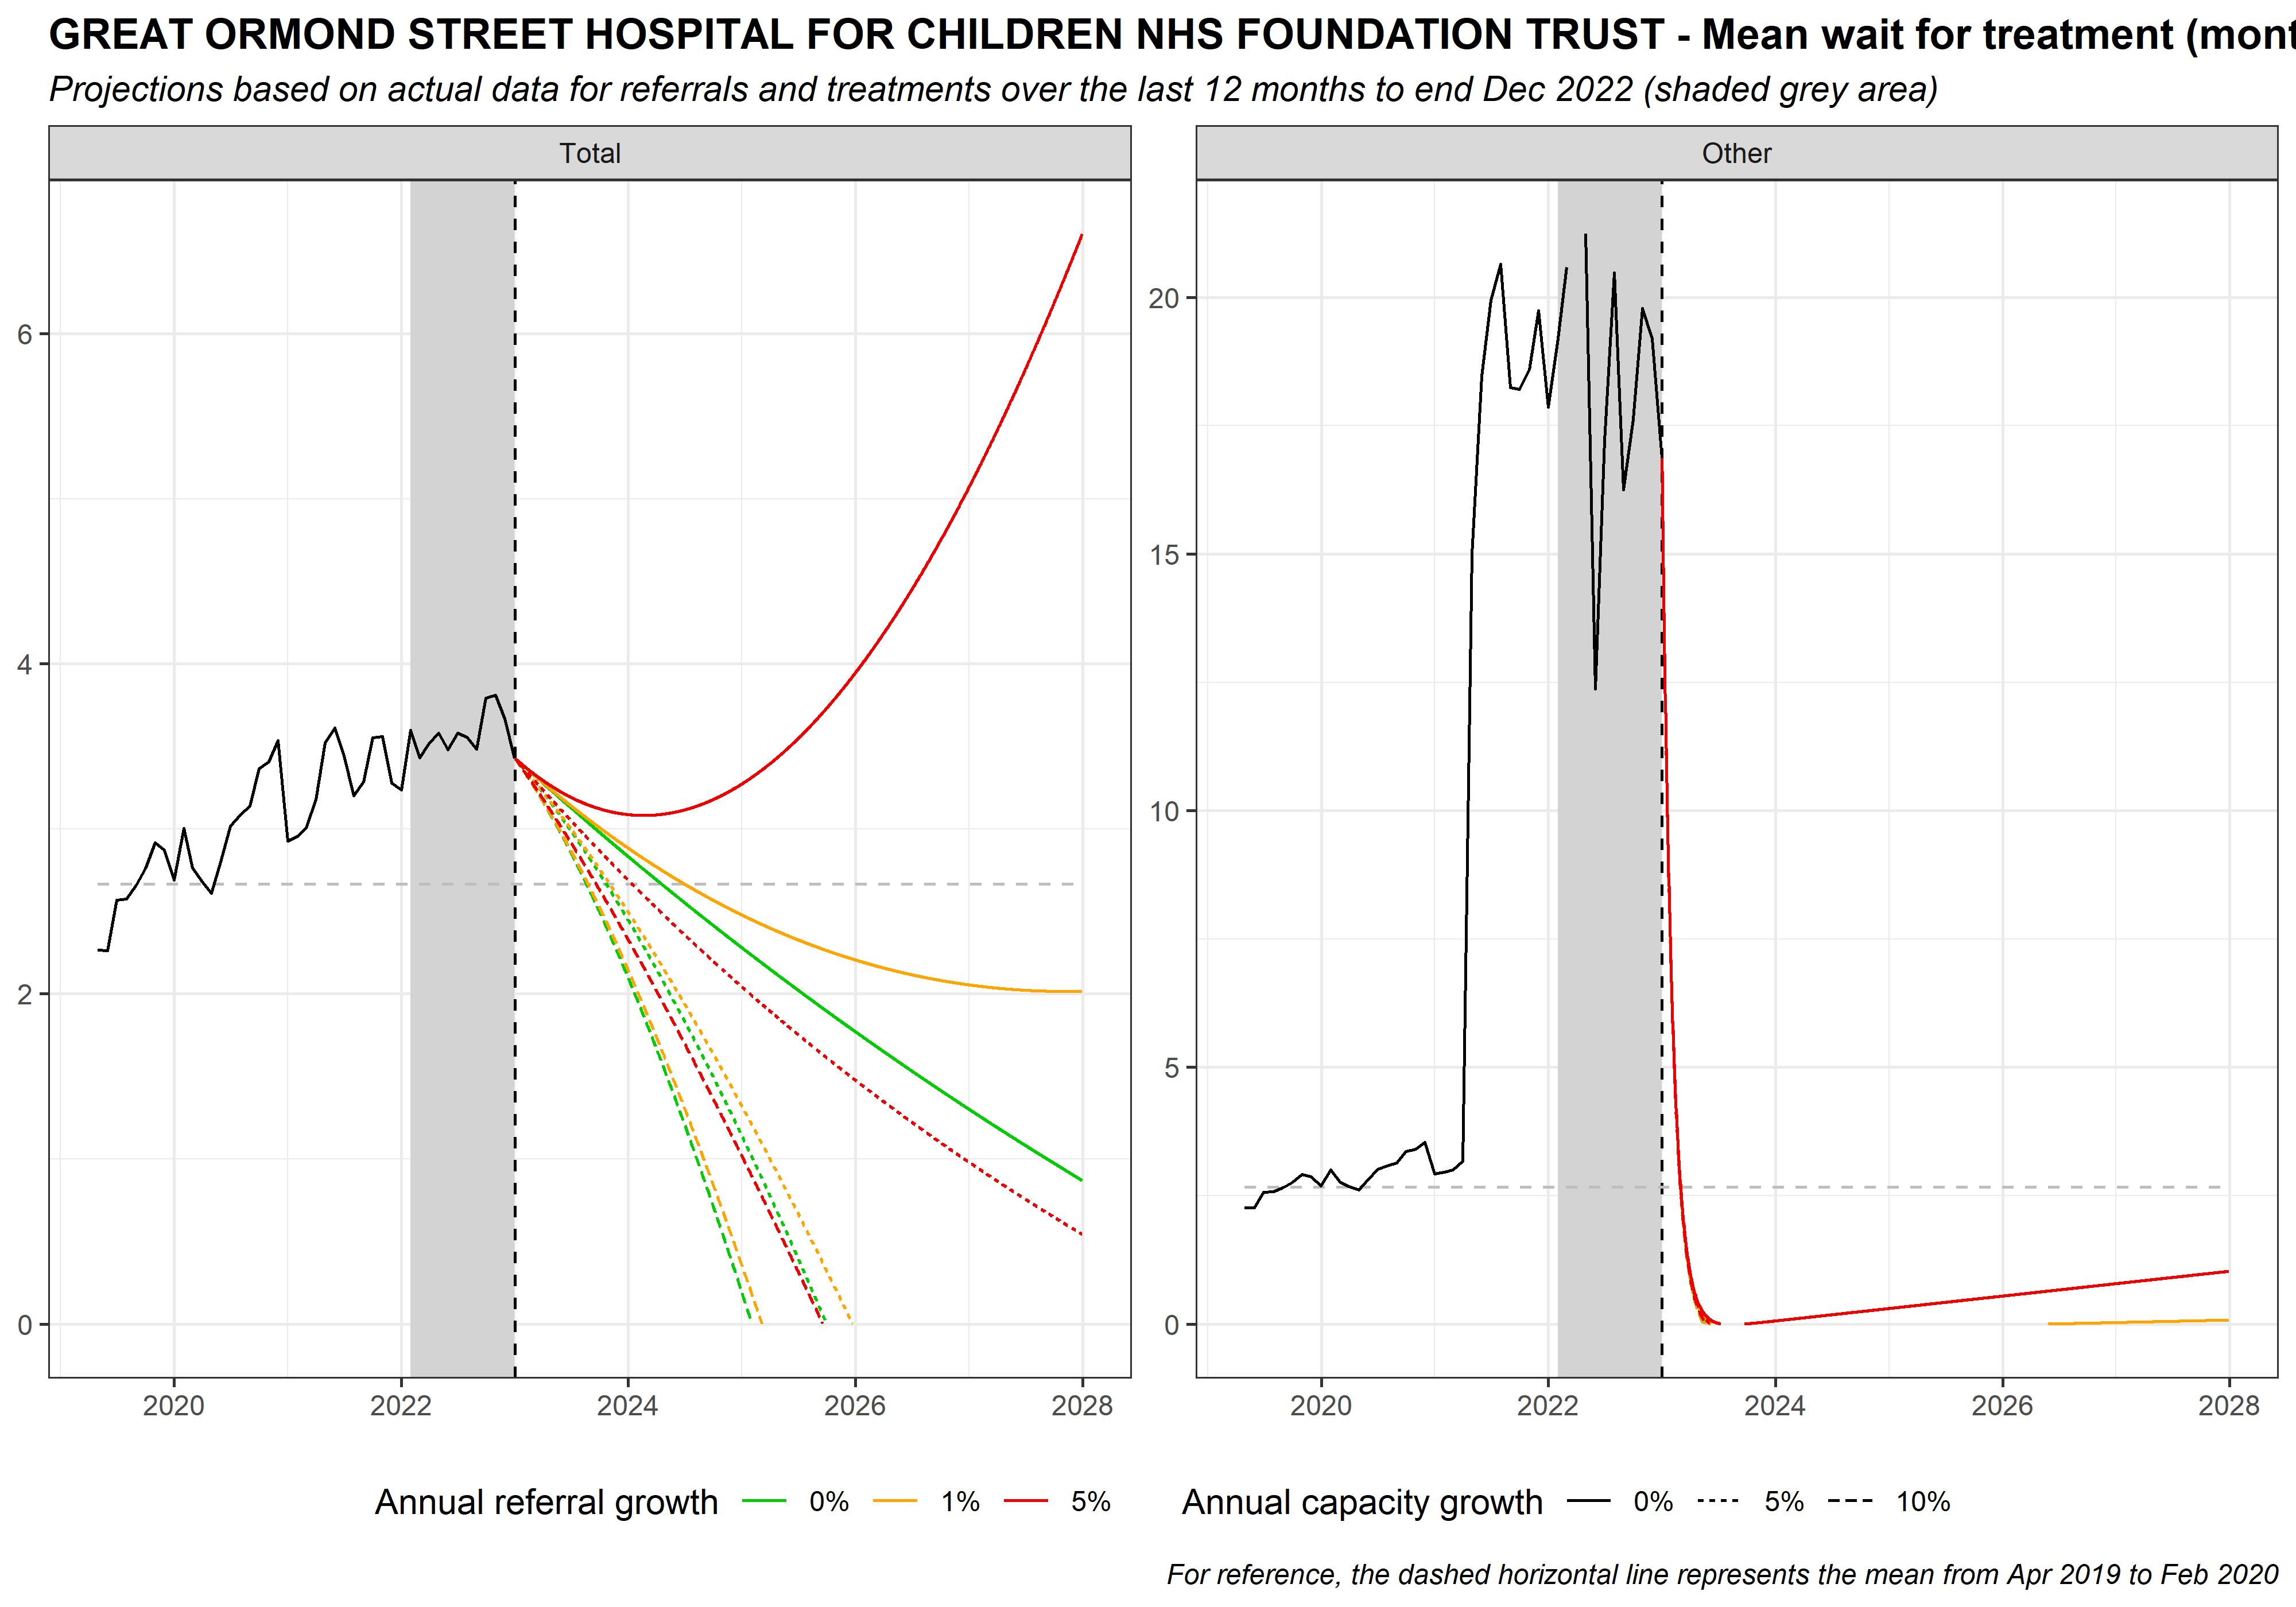 GREAT ORMOND STREET HOSPITAL FOR CHILDREN NHS FOUNDATION TRUST - Mean wait for treatment (mont
Projections based on actual data for referrals and treatments over the last 12 months to end Dec 2022 (shaded grey area)
Total
Other
6
4
2
0
20
15
10
5
0
2020 2022 2024 2026 2028
2020 2022 2024 2026 2028
Annual referral growth 0% 1% 5%
Annual capacity growth 0% 5% 10%
For reference, the dashed horizontal line represents the mean from Apr 2019 to Feb 2020